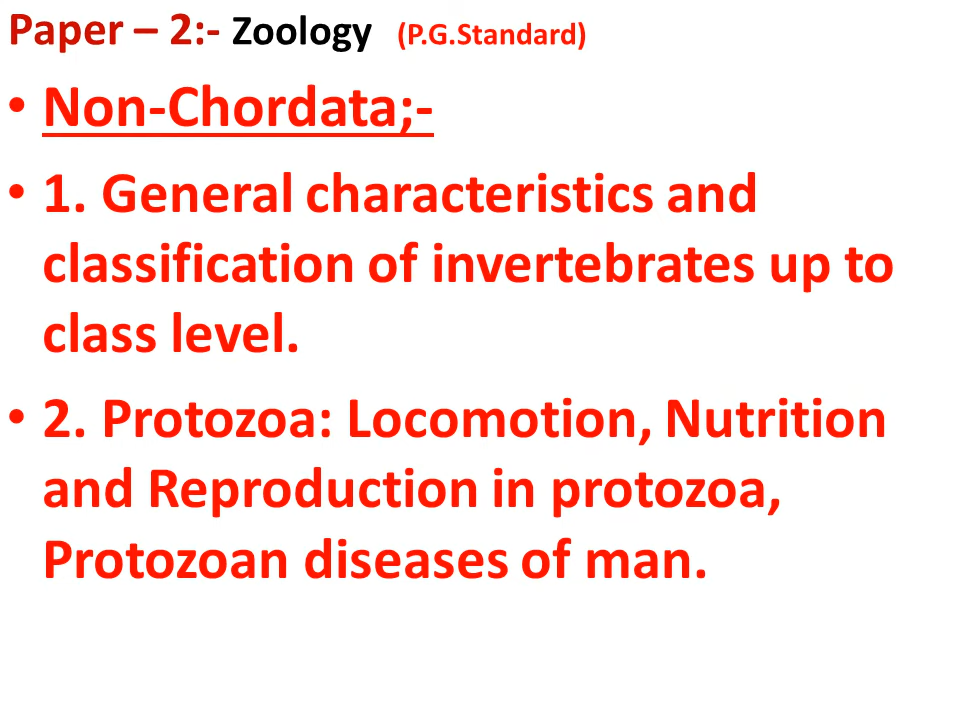 Paper – 2:- Zoology (P.G.Standard)
• Non-Chordata;-
• 1. General characteristics and
classification of invertebrates up to
class level.
• 2. Protozoa: Locomotion, Nutrition
and Reproduction in protozoa,
Protozoan diseases of man.